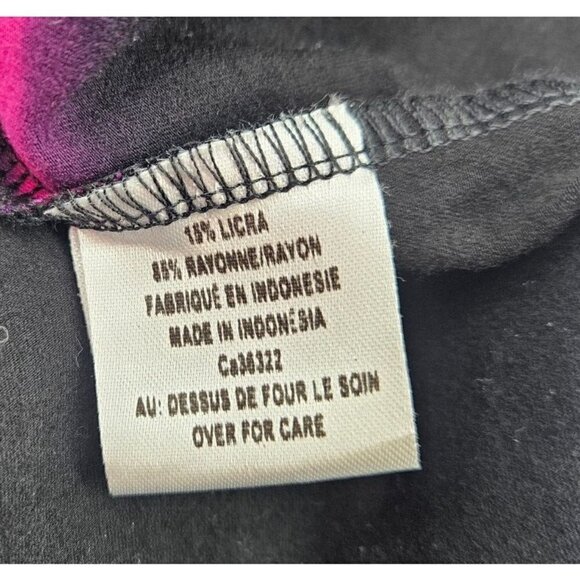 15% LICRA
85% RAYONNE/RAYON
FABRIQUÉ EN INDONESIE
MADE IN INDONÉSIA
Ca36322
AU: DESSUS DE FOUR LE SOIN
OVER FOR CARE